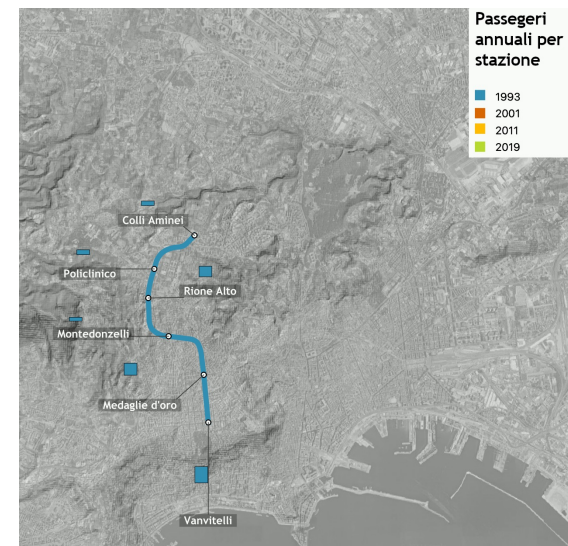 Passegeri
annuali per
stazione
1993
2001
2011
2019
Colli Aminei
Policlinico
Rione Alto
Montedonzelli
Medaglie d'oro
Vanvitelli